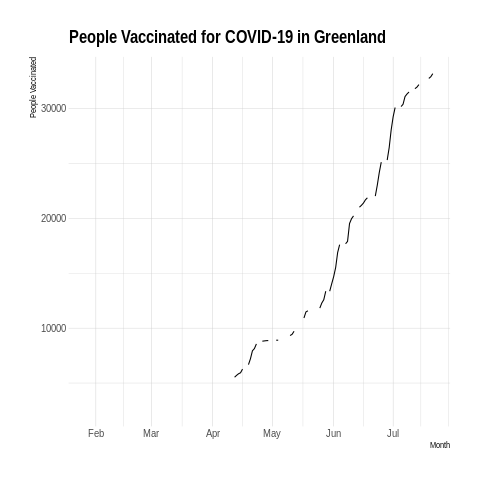 People Vaccinated for COVID-19 in Greenland
People Vaccinated
30000
20000
10000
Feb Mar Apr May Jun Jul
Month